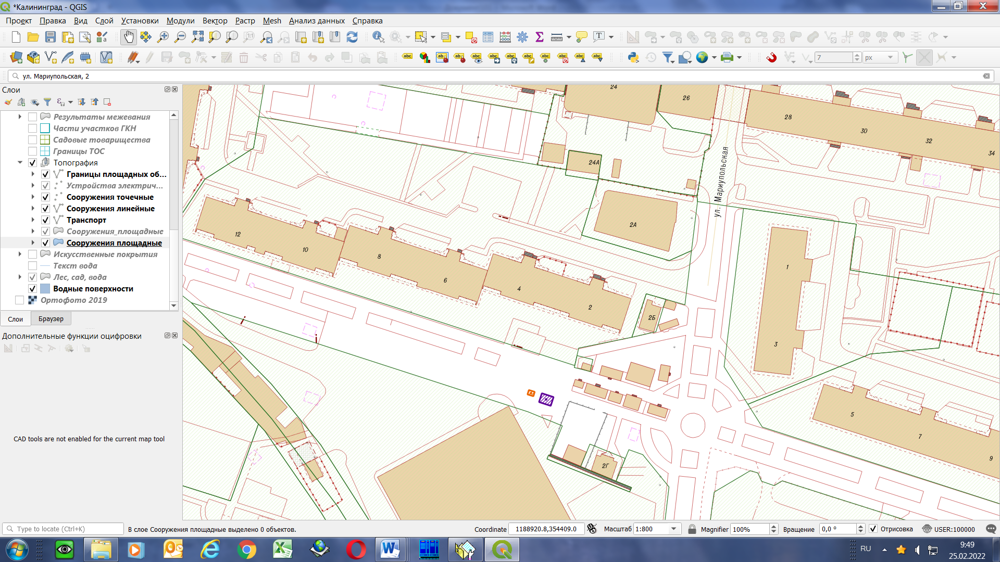 *Калининград - QGIS
Проект Правка Вид Слой Установки Модули Вектор Растр Mesh Анализ данных Справка
7 px
ул. Мариупольская, 2
Слои
Результаты межевания
Части участков ГКН
Садовые товарищества
Границы ТОС
Топография
Границы площадных об...
Устройства электрич...
Сооружения точечные
Сооружения линейные
Транспорт
Сооружения_площадные
Сооружения площадные
Искусственные покрытия
Текст вода
Лес, сад, вода
Водные поверхности
Ортофото 2019
Слои Браузер
Дополнительные функции оцифровки
CAD tools are not enabled for the current map tool
24
26
28
30
32
34
24А
ул. Мариупольская
2А
12
10
8
6
4
2
2Б
1
3
5
7
9
2Г
Type to locate (Ctrl+K) В слое Сооружения площадные выделено 0 объектов. Coordinate 1188920.8,354409.0 Масштаб 1:800 Magnifier 100% Вращение 0,0 ° Отрисовка USER:100000
RU 9:49
25.02.2022